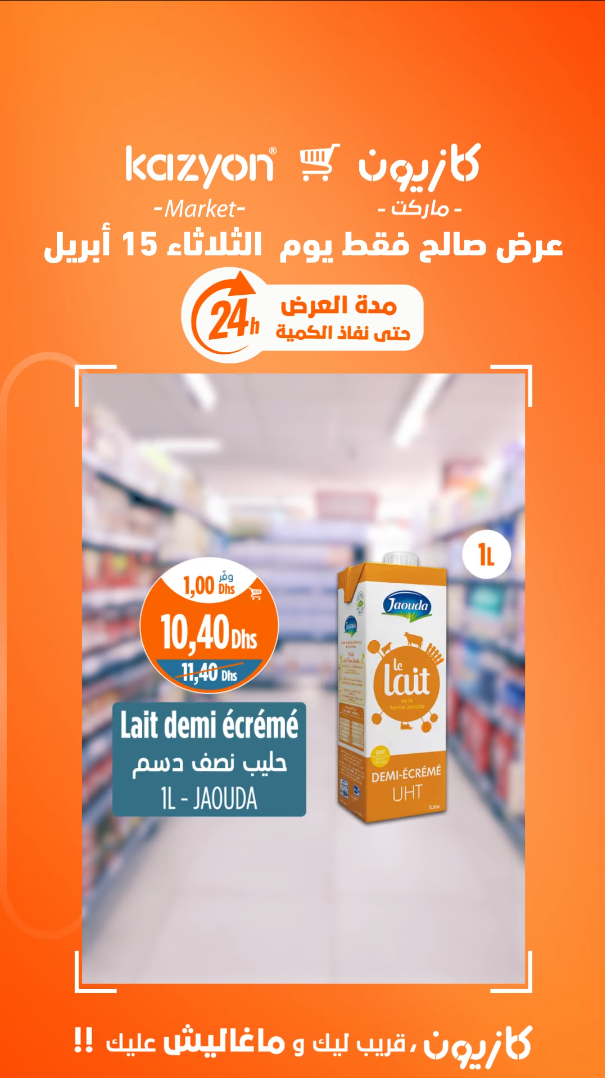 kazyon® كازيون
-Market- - ماركت -
عرض صالح فقط يوم الثلاثاء 15 أبريل
24h مدة العرض
حتى نفاذ الكمية
1L
وفّر
1,00 Dhs
10,40 Dhs
11,40 Dhs
Jaouda
le
lait
DEMI-ÉCRÉMÉ
UHT
Lait demi écrémé
حليب نصف دسم
1L - JAOUDA
كازيون، قريب ليك و ماغاليش عليك !!